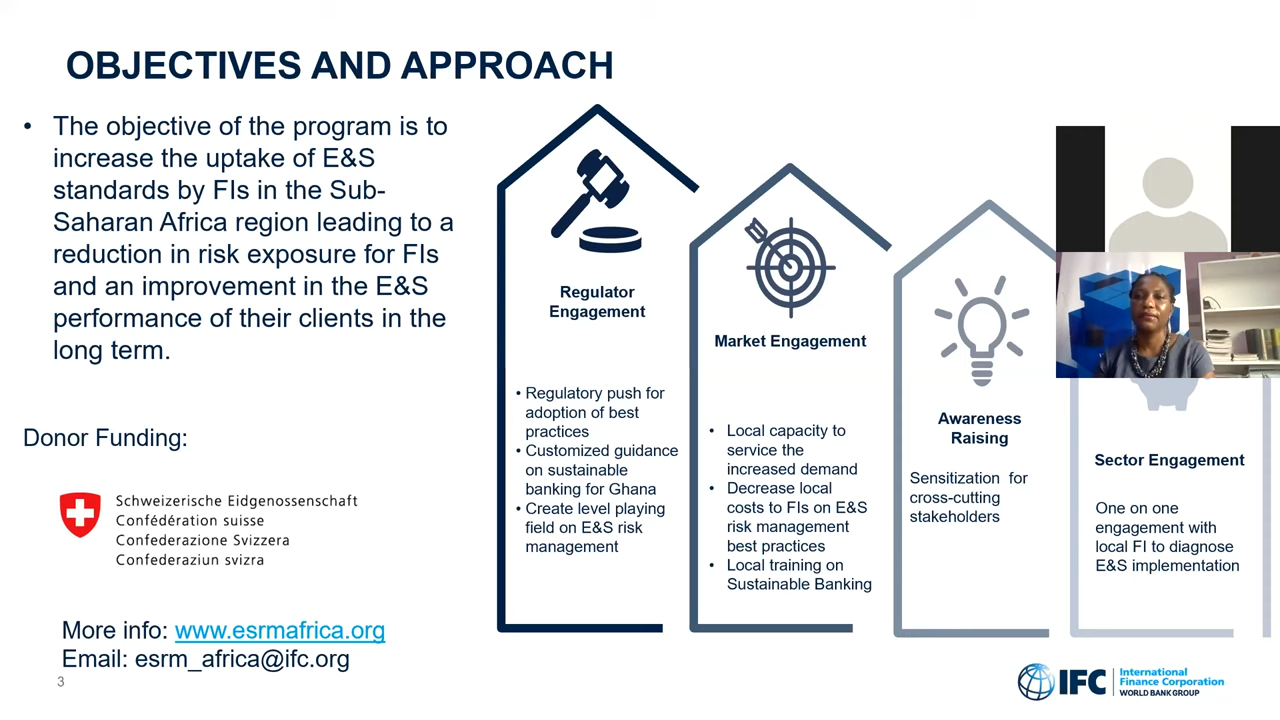 OBJECTIVES AND APPROACH
• The objective of the program is to
increase the uptake of E&S
standards by FIs in the Sub-
Saharan Africa region leading to a
reduction in risk exposure for FIs
and an improvement in the E&S
performance of their clients in the
long term.
Donor Funding:
Schweizerische Eidgenossenschaft
Confédération suisse
Confederazione Svizzera
Confederaziun svizra
More info: www.esrmafrica.org
Email: esrm_africa@ifc.org
3
Regulator
Engagement
• Regulatory push for
adoption of best
practices
• Customized guidance
on sustainable
banking for Ghana
• Create level playing
field on E&S risk
management
Market Engagement
• Local capacity to
service the
increased demand
• Decrease local
costs to FIs on E&S
risk management
best practices
• Local training on
Sustainable Banking
Awareness
Raising
Sensitization for
cross-cutting
stakeholders
Sector Engagement
One on one
engagement with
local FI to diagnose
E&S implementation
IFC
International
Finance Corporation
WORLD BANK GROUP